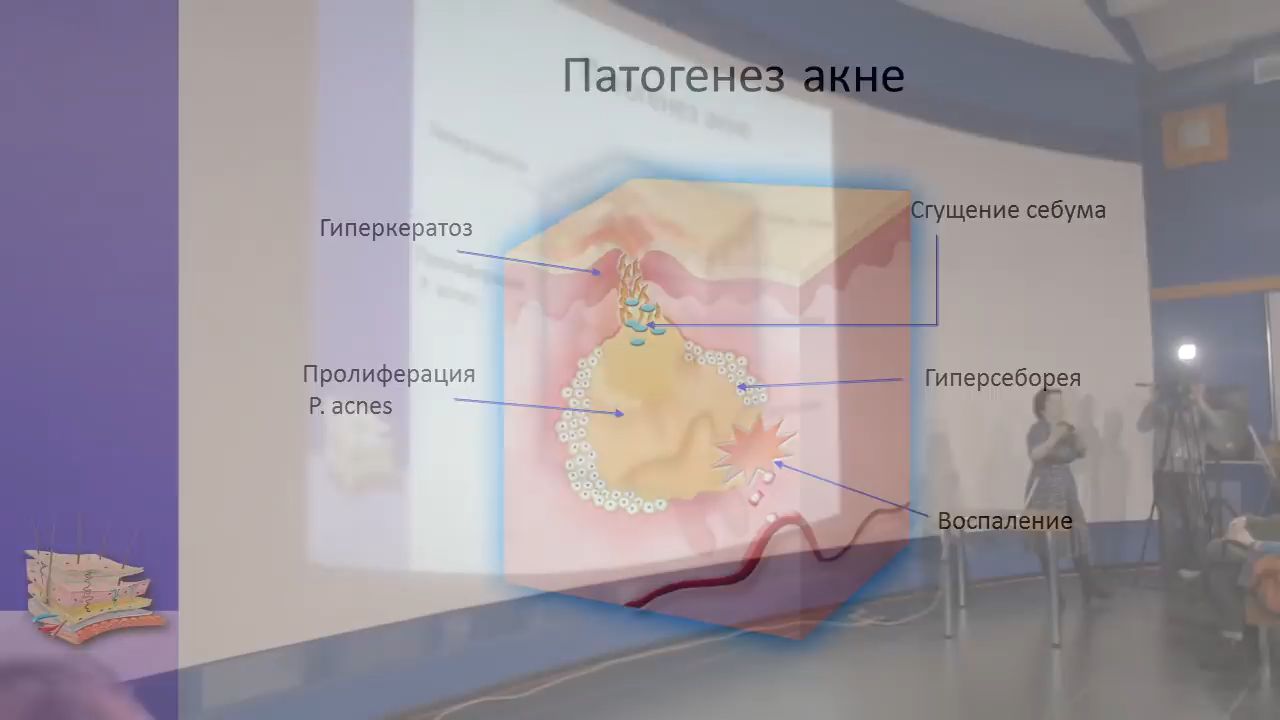 Патогенез акне
Гиперкератоз
Сгущение себума
Пролиферация
P. acnes
Гиперсеборея
Воспаление